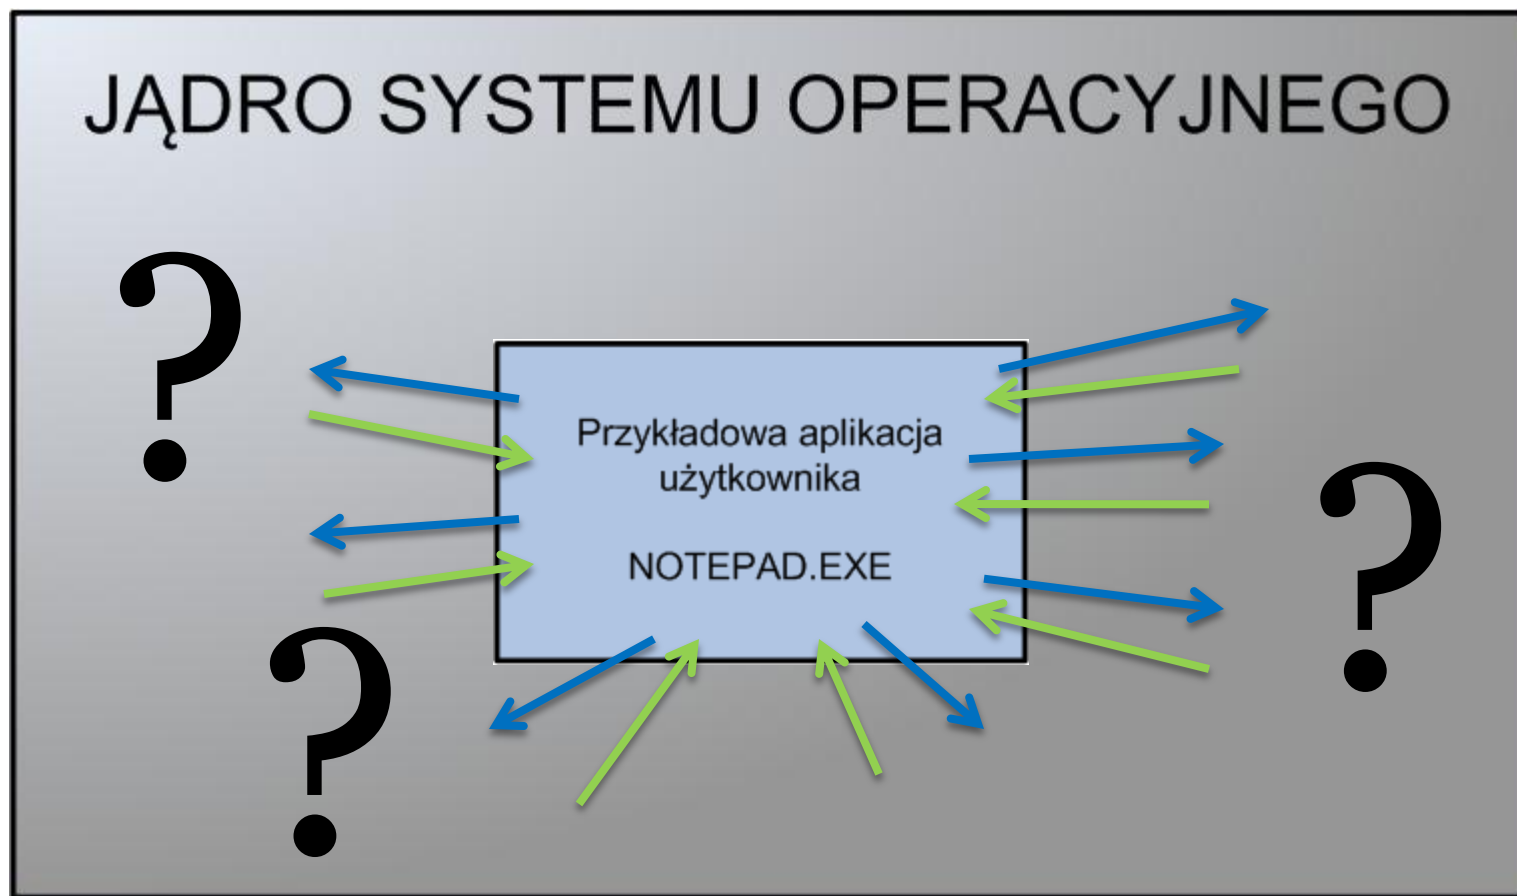 JĄDRO SYSTEMU OPERACYJNEGO
?
Przykładowa aplikacja
użytkownika
NOTEPAD.EXE
?
?